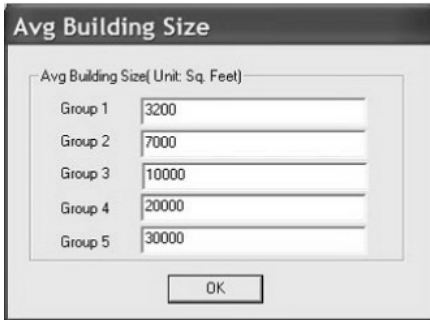 Avg Building Size
Avg Building Size( Unit: Sq. Feet)
Group 1 3200
Group 2 7000
Group 3 10000
Group 4 20000
Group 5 30000
OK